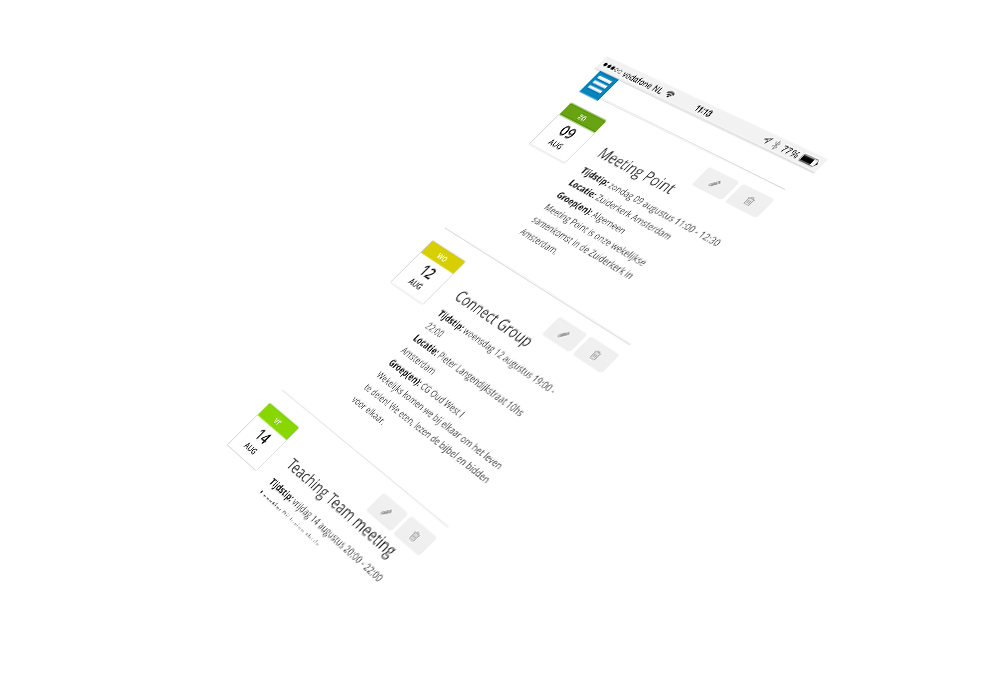 vodafone NL 11:10 77%
ZO
09
AUG
Meeting Point
Tijdstip: zondag 09 augustus 11:00 - 12:30
Locatie: Zuiderkerk Amsterdam
Groep(en): Algemeen
Meeting Point is onze wekelijkse
samenkomst in de Zuiderkerk in
Amsterdam.
WO
12
AUG
Connect Group
Tijdstip: woensdag 12 augustus 19:00 -
22:00
Locatie: Pieter Langendijkstraat 10hs
Amsterdam
Groep(en): CG Oud West I
Wekelijks komen we bij elkaar om het leven
te delen! We eten, lezen de bijbel en bidden
voor elkaar.
VR
14
AUG
Teaching Team meeting
Tijdstip: vrijdag 14 augustus 20:00 - 22:00